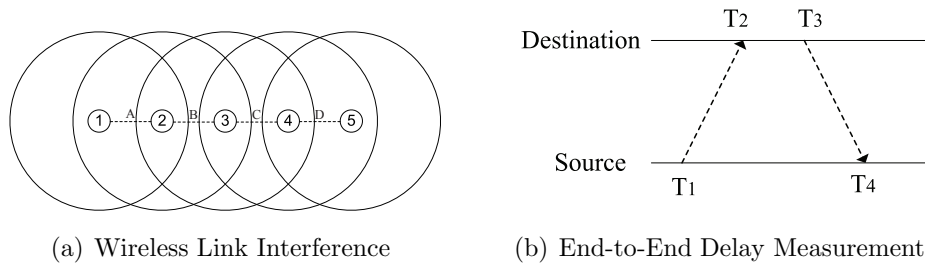 1 A 2 B 3 C 4 D 5
(a) Wireless Link Interference
T2 T3
Destination
Source
T1 T4
(b) End-to-End Delay Measurement